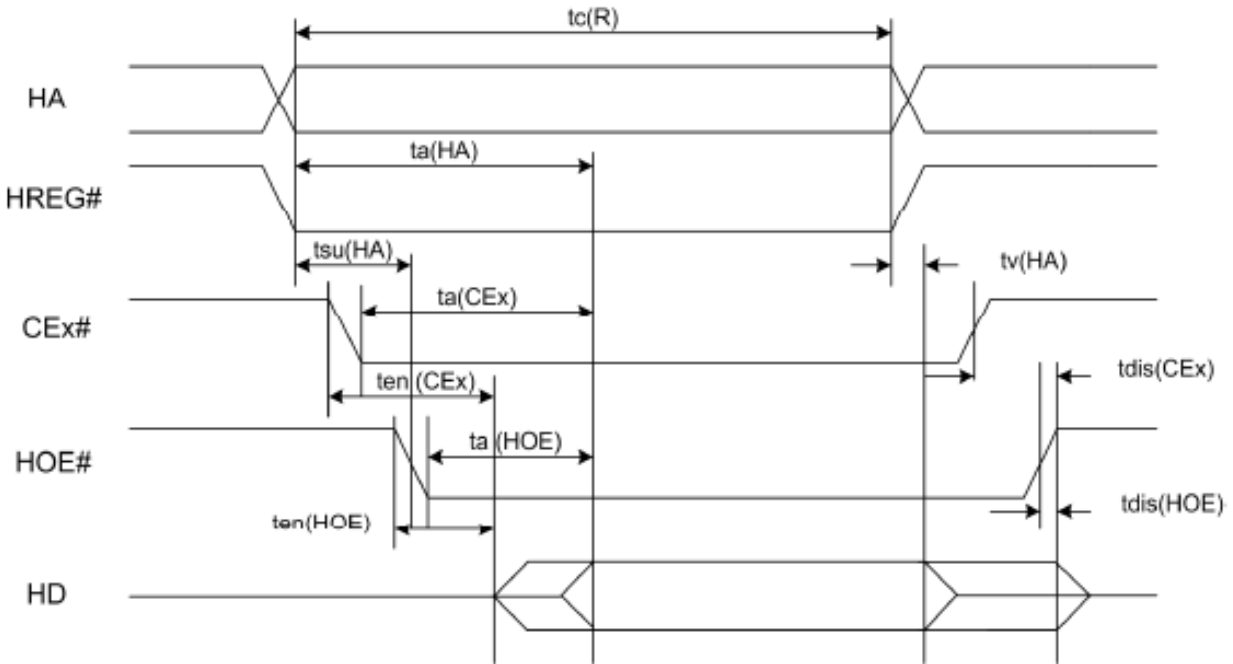 tc(R)
HA
ta(HA)
HREG#
tsu(HA)
tv(HA)
ta(CEx)
CEx#
tdis(CEx)
ten (CEx)
ta (HOE)
HOE#
tdis(HOE)
ten(HOE)
HD